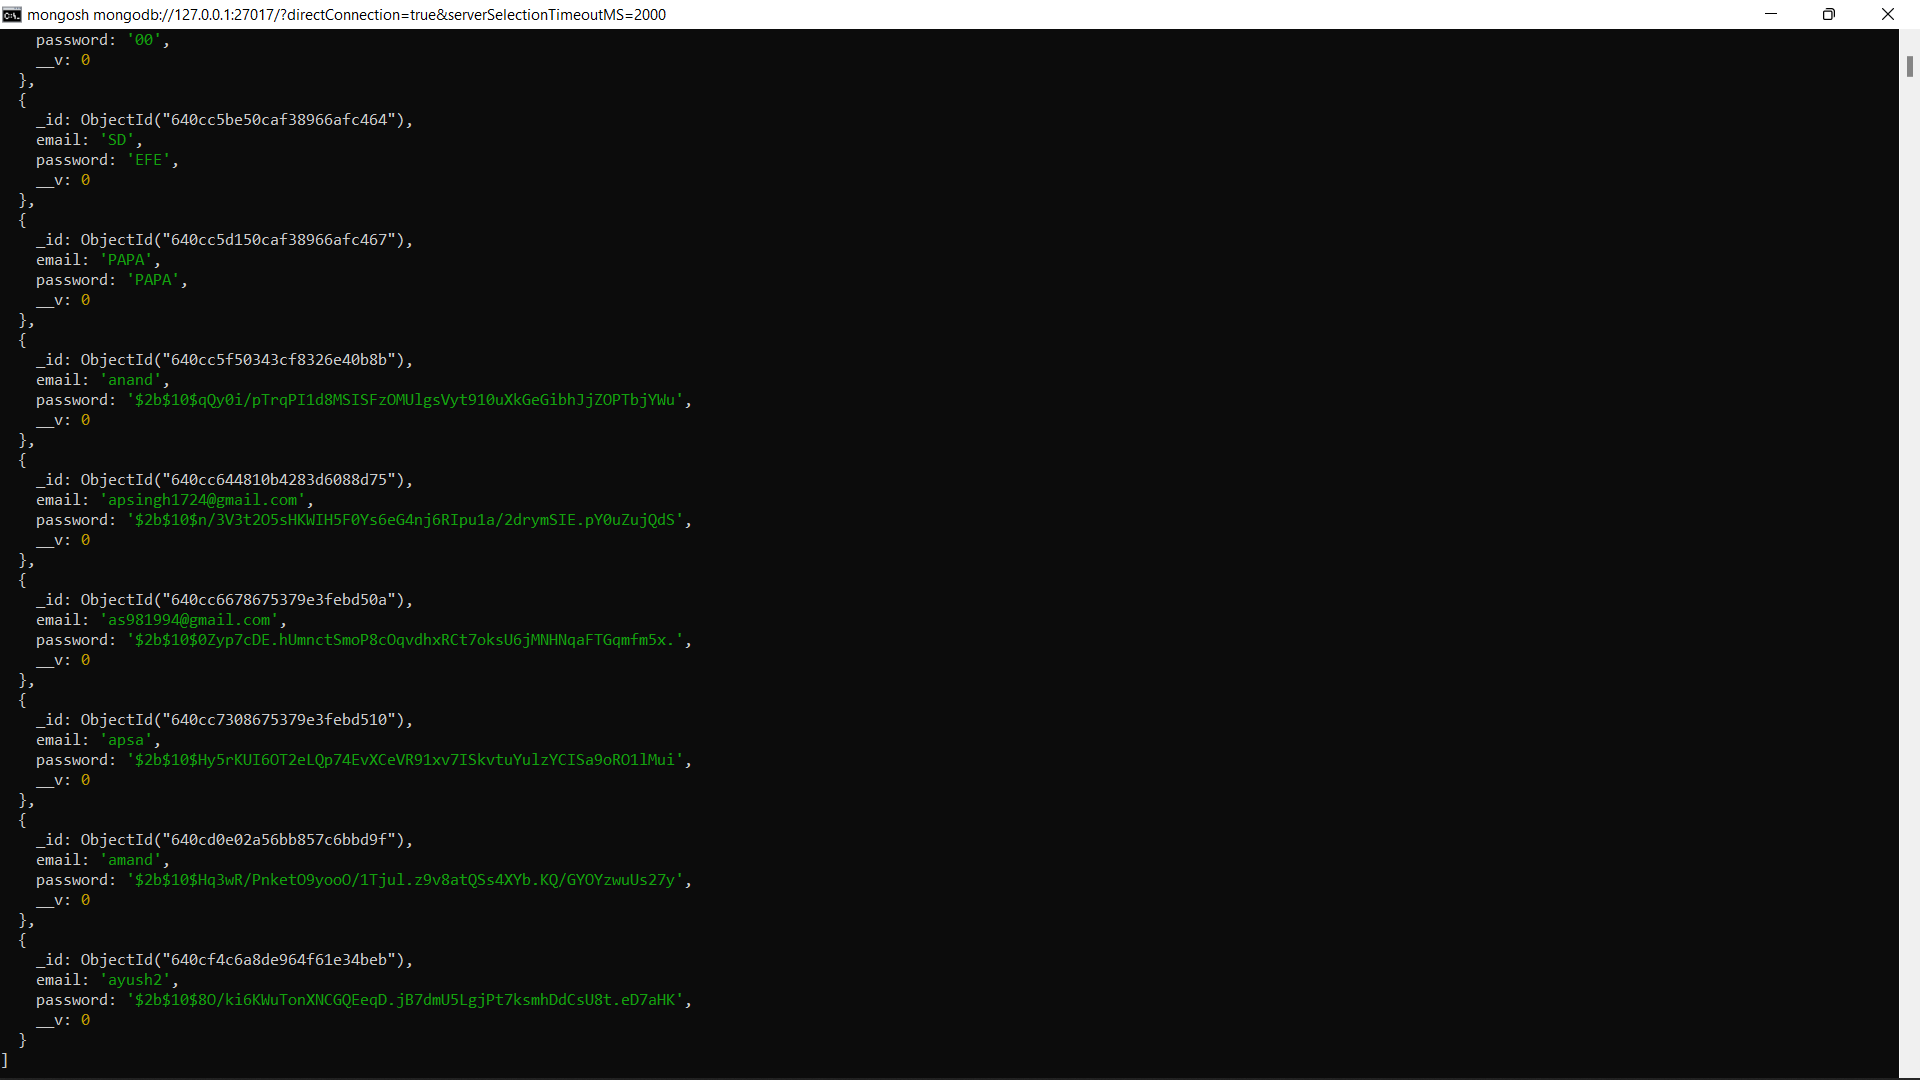 mongosh mongodb://127.0.0.1:27017/?directConnection=true&serverSelectionTimeoutMS=2000
password: '00',
__v: 0
},
{
_id: ObjectId("640cc5be50caf38966afc464"),
email: 'SD',
password: 'EFE',
__v: 0
},
{
_id: ObjectId("640cc5d150caf38966afc467"),
email: 'PAPA',
password: 'PAPA',
__v: 0
},
{
_id: ObjectId("640cc5f50343cf8326e40b8b"),
email: 'anand',
password: '$2b$10$qQy0i/pTrqPI1d8MSISFzOMUlgsVyt910uXkGeGibhJjZOPTbjYWu',
__v: 0
},
{
_id: ObjectId("640cc644810b4283d6088d75"),
email: 'apsingh1724@gmail.com',
password: '$2b$10$n/3V3t2O5sHKWIH5F0Ys6eG4nj6RIpu1a/2drymSIE.pY0uZujQdS',
__v: 0
},
{
_id: ObjectId("640cc6678675379e3febd50a"),
email: 'as981994@gmail.com',
password: '$2b$10$0Zyp7cDE.hUmnctSmoP8cOqvdhxRCt7oksU6jMNHNqaFTGqmfm5x.',
__v: 0
},
{
_id: ObjectId("640cc7308675379e3febd510"),
email: 'apsa',
password: '$2b$10$Hy5rKUI6OT2eLQp74EvXCeVR91xv7ISkvtuYulzYCISa9oRO1lMui',
__v: 0
},
{
_id: ObjectId("640cd0e02a56bb857c6bbd9f"),
email: 'amand',
password: '$2b$10$Hq3wR/PnketO9yooO/1Tjul.z9v8atQSs4XYb.KQ/GYOYzwuUs27y',
__v: 0
},
{
_id: ObjectId("640cf4c6a8de964f61e34beb"),
email: 'ayush2',
password: '$2b$10$8O/ki6KWuTonXNCGQEeqD.jB7dmU5LgjPt7ksmhDdCsU8t.eD7aHK',
__v: 0
}
]